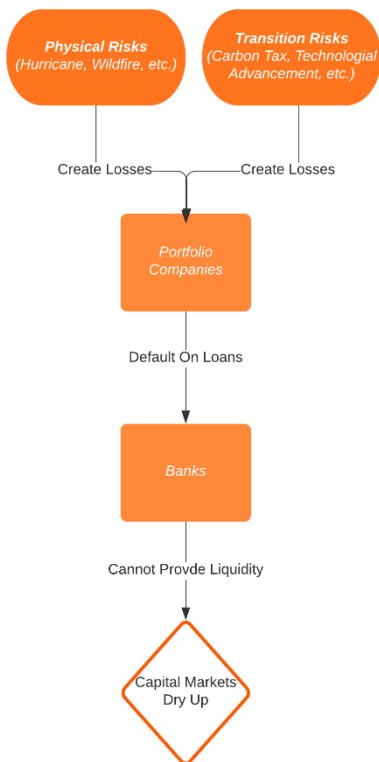 Physical Risks
(Hurricane, Wildfire, etc.)
Transition Risks
(Carbon Tax, Technologial
Advancement, etc.)
Create Losses
Create Losses
Portfolio
Companies
Default On Loans
Banks
Cannot Provde Liquidity
Capital Markets
Dry Up